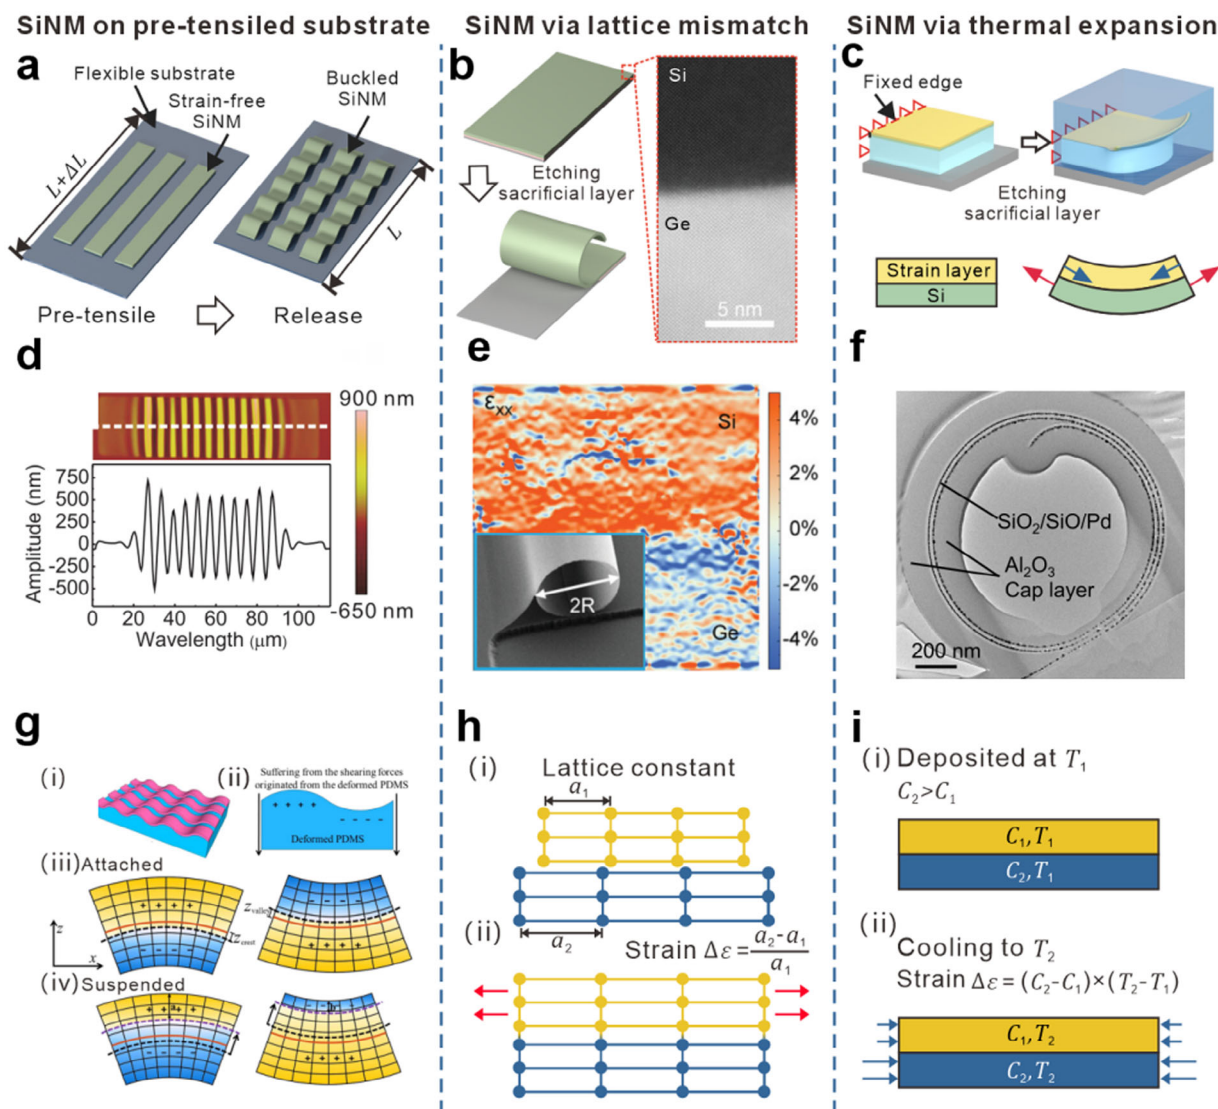 SiNM on pre-tensiled substrate
SiNM via lattice mismatch
SiNM via thermal expansion
a
Flexible substrate
Strain-free
SiNM
Buckled
SiNM
L+ΔL
L
Pre-tensile
Release
b
Si
Etching
sacrificial layer
Ge
5 nm
c
Fixed edge
Etching
sacrificial layer
Strain layer
Si
d
900 nm
-650 nm
Amplitude (nm)
750
500
250
0
-250
-500
0 20 40 60 80 100
Wavelength (μm)
e
εxx
Si
4%
2%
0%
-2%
-4%
2R
Ge
f
SiO₂/SiO/Pd
Al₂O₃
Cap layer
200 nm
g
(i)
(ii)
Suffering from the shearing forces
originated from the deformed PDMS
+ + + +
- - - -
Deformed PDMS
(iii) Attached
z valley
z crest
z
x
(iv) Suspended
h
(i)
Lattice constant
a₁
a₂
(ii)
Strain Δε = (a₂-a₁)/a₁
i
(i) Deposited at T₁
C₂>C₁
C₁,T₁
C₂,T₁
(ii)
Cooling to T₂
Strain Δε=(C₂-C₁)×(T₂-T₁)
C₁,T₂
C₂,T₂